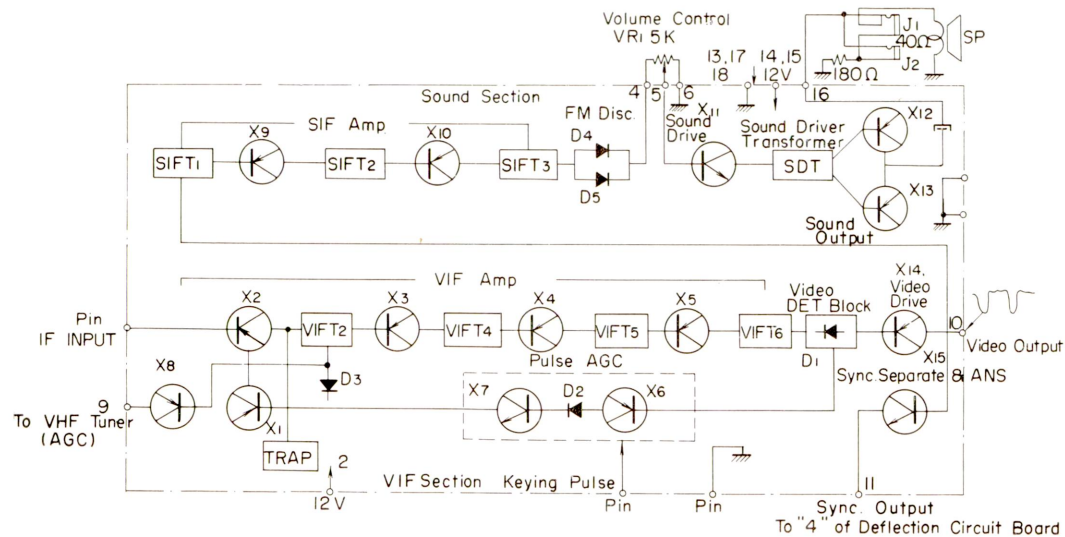 Volume Control
VR1 5K
13,17
18
14,15
12V
J1
40Ω
J2
SP
180Ω
16
4
5
6
Sound Section
SIF Amp
FM Disc.
D4
D5
X9
X10
SIFT1
SIFT2
SIFT3
X11
Sound
Drive
Sound Driver
Transformer
SDT
X12
X13
Sound
Output
VIF Amp
X2
X3
X4
X5
Video
DET Block
X14,
Video
Drive
10
Pin
IF INPUT
VIFT2
VIFT4
VIFT5
VIFT6
D1
Video Output
X15
Sync. Separate & ANS
Pulse AGC
X8
D3
X7
D2
X6
9
To VHF Tuner
(AGC)
X1
TRAP
2
12V
VIF Section
Keying Pulse
Pin
Pin
11
Sync. Output
To "4" of Deflection Circuit Board